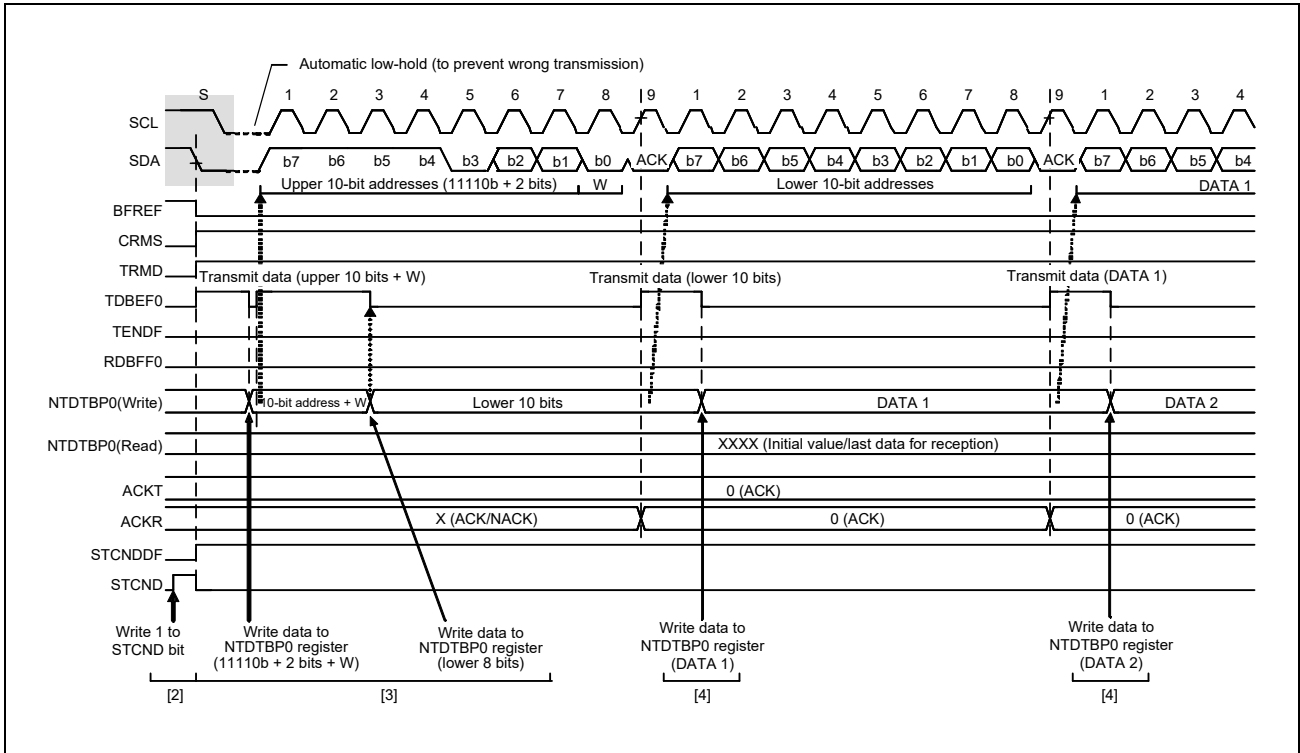 Automatic low-hold (to prevent wrong transmission)
S 1 2 3 4 5 6 7 8 9 1 2 3 4 5 6 7 8 9 1 2 3 4
SCL
SDA b7 b6 b5 b4 b3 b2 b1 b0 ACK b7 b6 b5 b4 b3 b2 b1 b0 ACK b7 b6 b5 b4
Upper 10-bit addresses (11110b + 2 bits) W Lower 10-bit addresses DATA 1
BFREF
CRMS
TRMD
Transmit data (upper 10 bits + W) Transmit data (lower 10 bits) Transmit data (DATA 1)
TDBEF0
TENDF
RDBFF0
NTDTBP0(Write) 10-bit address + W Lower 10 bits DATA 1 DATA 2
NTDTBP0(Read) XXXX (Initial value/last data for reception)
ACKT 0 (ACK)
ACKR X (ACK/NACK) 0 (ACK) 0 (ACK)
STCNDDF
STCND
Write 1 to
STCND bit
Write data to
NTDTBP0 register
(11110b + 2 bits + W)
Write data to
NTDTBP0 register
(lower 8 bits)
Write data to
NTDTBP0 register
(DATA 1)
Write data to
NTDTBP0 register
(DATA 2)
[2] [3] [4] [4]